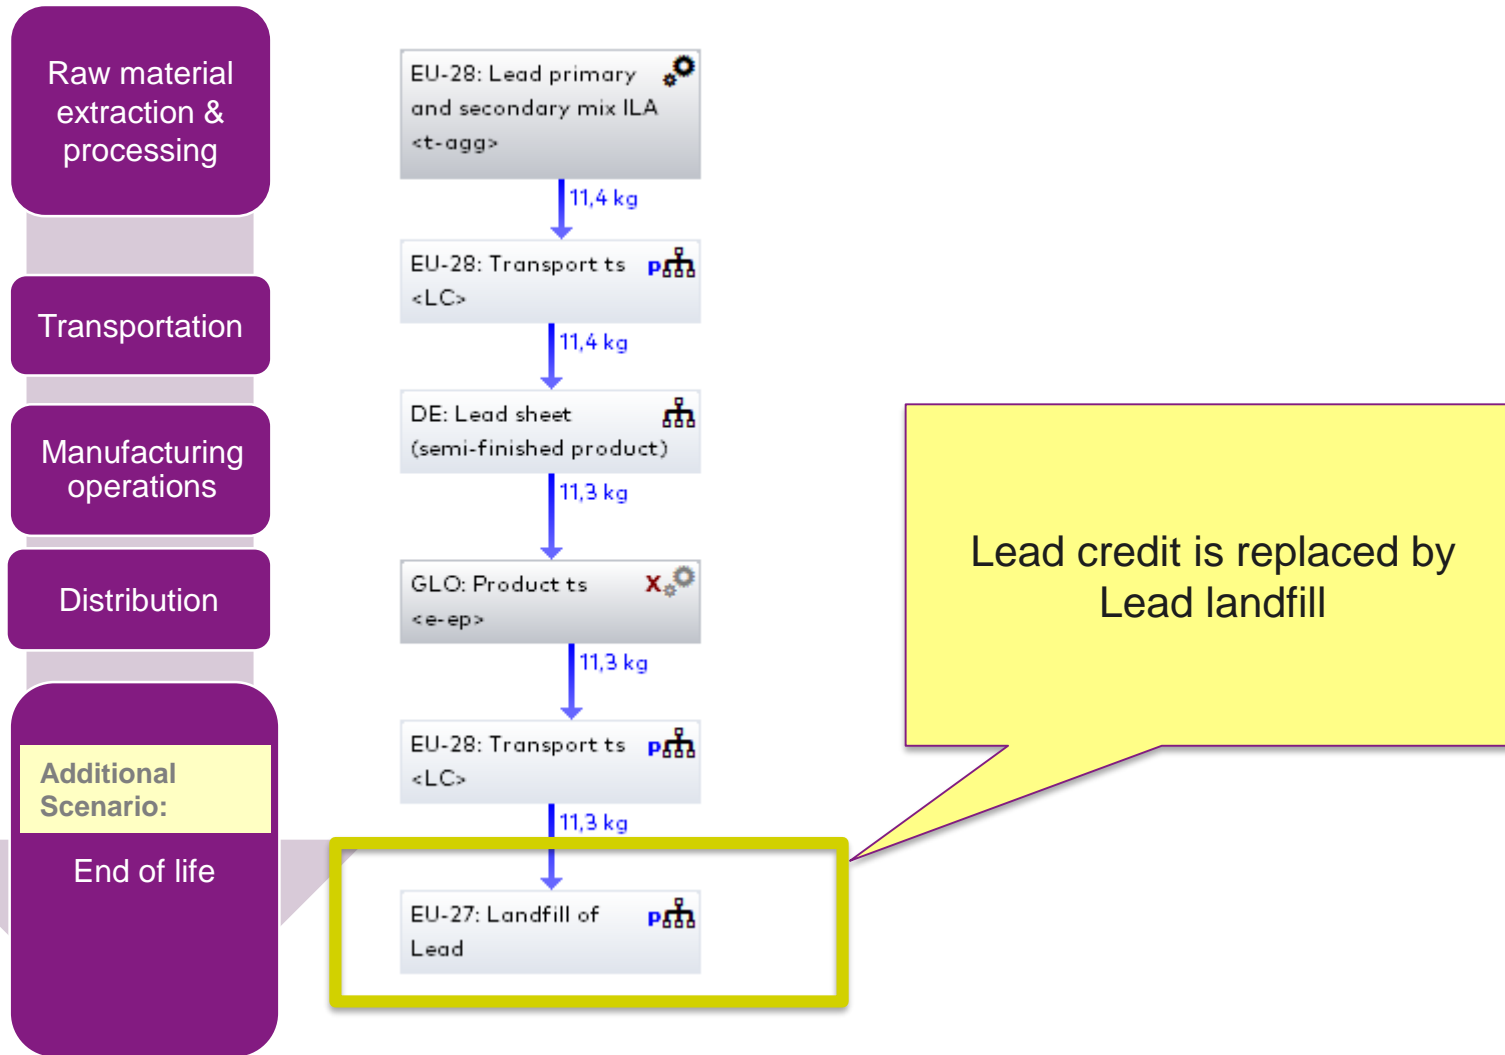 Raw material
extraction &
processing
Transportation
Manufacturing
operations
Distribution
Additional
Scenario:
End of life
EU-28: Lead primary
and secondary mix ILA
<t-agg>
11,4 kg
EU-28: Transport ts
<LC>
p
11,4 kg
DE: Lead sheet
(semi-finished product)
11,3 kg
GLO: Product ts
<e-ep>
X
11,3 kg
EU-28: Transport ts
<LC>
p
11,3 kg
EU-27: Landfill of
Lead
p
Lead credit is replaced by
Lead landfill